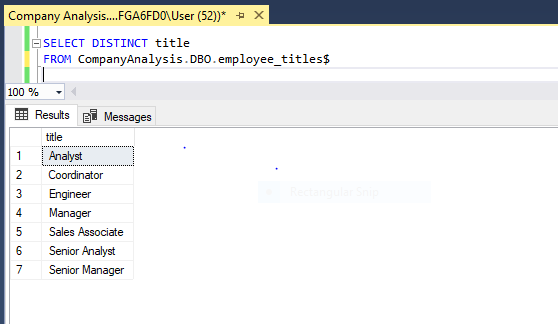 Company Analysis....FGA6FD0\User (52))*
SELECT DISTINCT title
FROM CompanyAnalysis.DBO.employee_titles$
100 %
Results Messages
title
1 Analyst
2 Coordinator
3 Engineer
4 Manager
5 Sales Associate
6 Senior Analyst
7 Senior Manager
Rectangular Snip